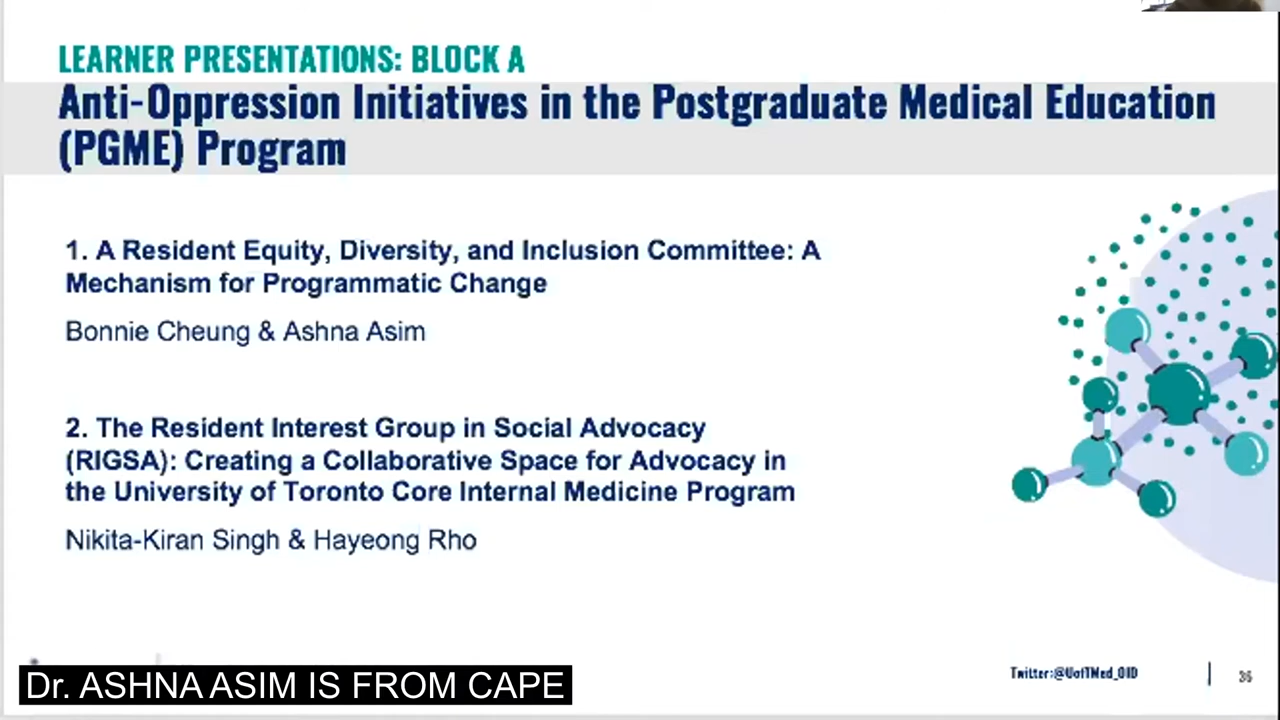 LEARNER PRESENTATIONS: BLOCK A
Anti-Oppression Initiatives in the Postgraduate Medical Education
(PGME) Program
1. A Resident Equity, Diversity, and Inclusion Committee: A
Mechanism for Programmatic Change
Bonnie Cheung & Ashna Asim
2. The Resident Interest Group in Social Advocacy
(RIGSA): Creating a Collaborative Space for Advocacy in
the University of Toronto Core Internal Medicine Program
Nikita-Kiran Singh & Hayeong Rho
Twitter:@UofTMed_OID
36
Dr. ASHNA ASIM IS FROM CAPE